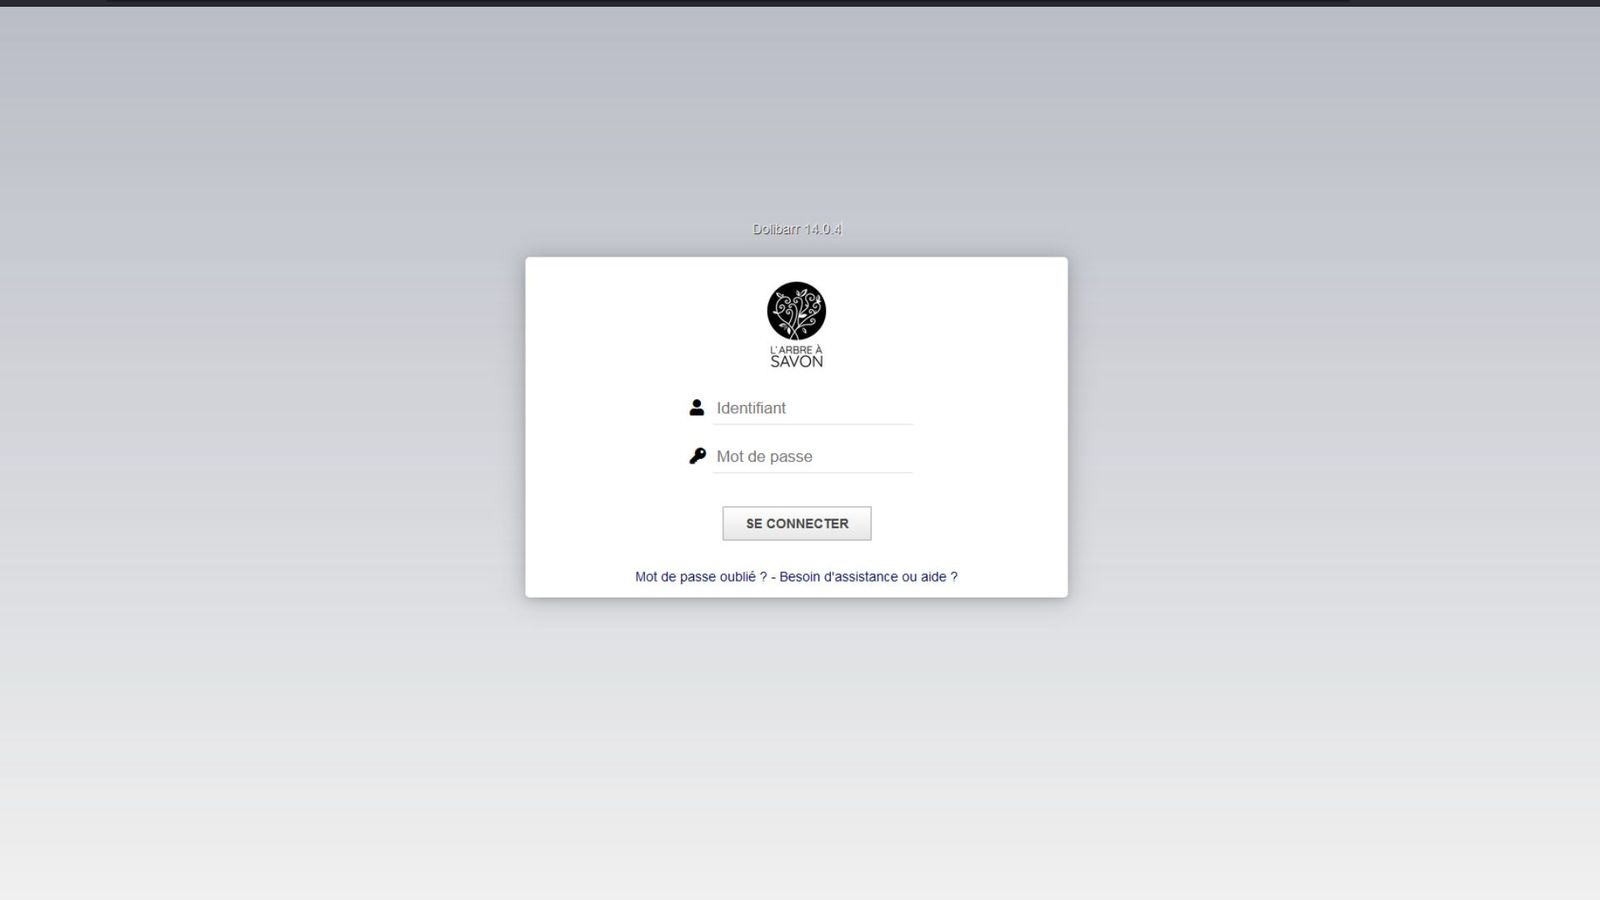 Dolibarr 14.0.4
L'ARBRE À
SAVON
Identifiant
Mot de passe
SE CONNECTER
Mot de passe oublié ? - Besoin d'assistance ou aide ?